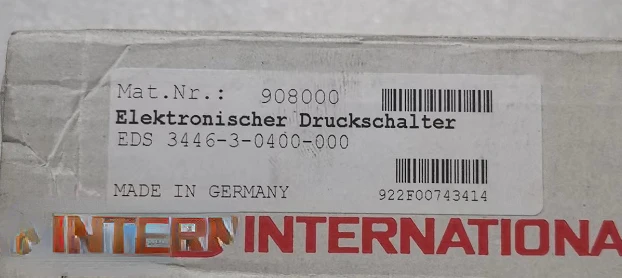 Mat.Nr.: 908000
Elektronischer Druckschalter
EDS 3446-3-0400-000
MADE IN GERMANY
922F00743414
INTERNATIONA